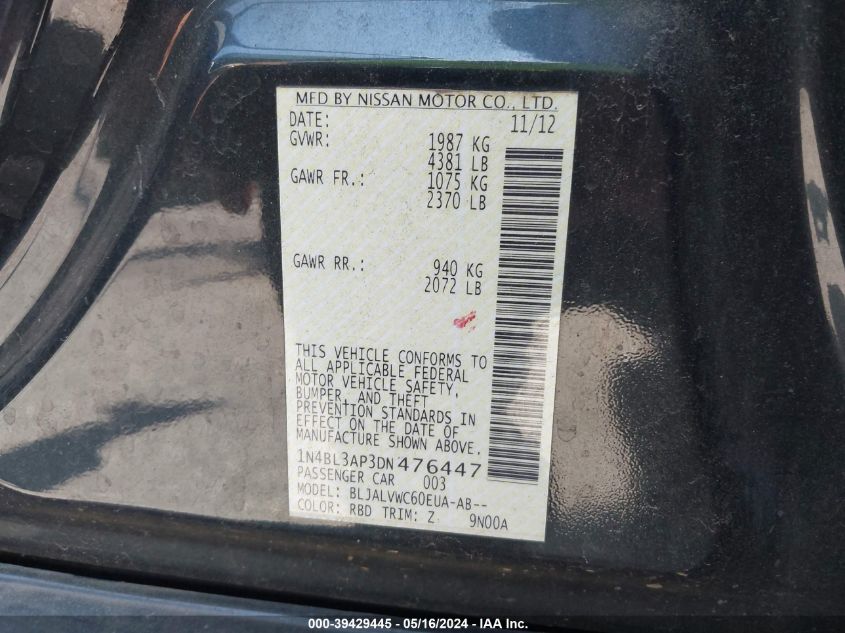 MFD BY NISSAN MOTOR CO., LTD.
DATE: 11/12
GVWR: 1987 KG
4381 LB
GAWR FR.: 1075 KG
2370 LB
GAWR RR.: 940 KG
2072 LB
THIS VEHICLE CONFORMS TO
ALL APPLICABLE FEDERAL
MOTOR VEHICLE SAFETY,
BUMPER, AND THEFT
PREVENTION STANDARDS IN
EFFECT ON THE DATE OF
MANUFACTURE SHOWN ABOVE.
1N4BL3AP3DN476447
PASSENGER CAR 003
MODEL: BLJALVWC60EUA-AB--
COLOR: RBD TRIM: Z 9N00A
000-39429445 - 05/16/2024 - IAA Inc.